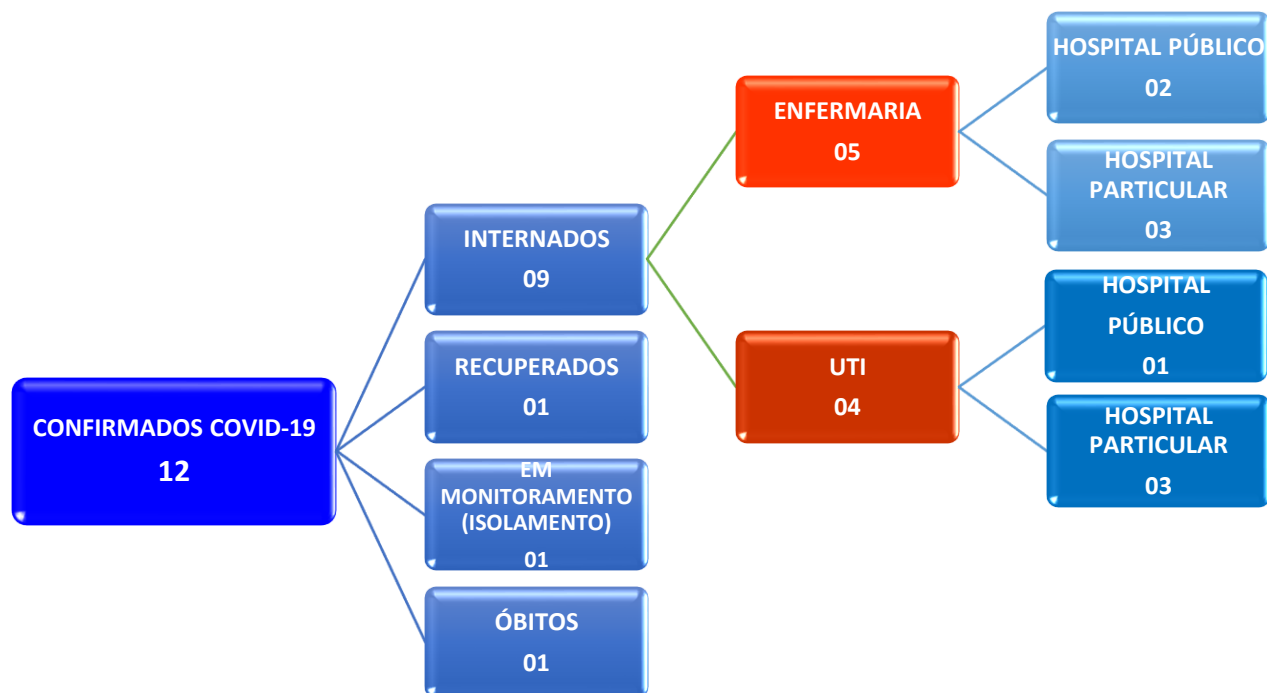 CONFIRMADOS COVID-19
12
INTERNADOS
09
RECUPERADOS
01
EM
MONITORAMENTO
(ISOLAMENTO)
01
ÓBITOS
01
ENFERMARIA
05
UTI
04
HOSPITAL PÚBLICO
02
HOSPITAL
PARTICULAR
03
HOSPITAL
PÚBLICO
01
HOSPITAL
PARTICULAR
03